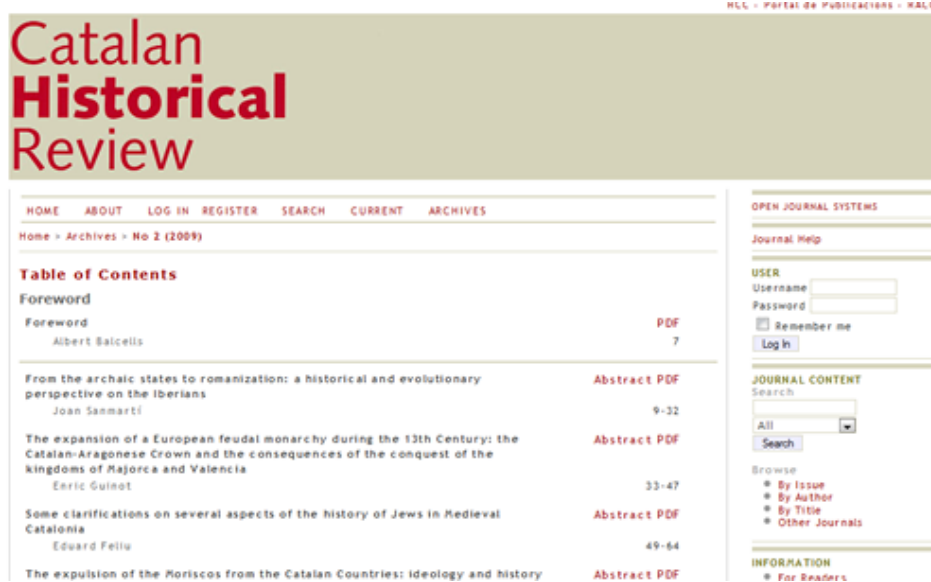 HCC - Portal de Publicacions - RACO
Catalan
Historical
Review
HOME ABOUT LOG IN REGISTER SEARCH CURRENT ARCHIVES
Home > Archives > No 2 (2009)
Table of Contents
Foreword
Foreword PDF
Albert Balcells 7
From the archaic states to romanization: a historical and evolutionary Abstract PDF
perspective on the Iberians
Joan Sanmartí 9-32
The expansion of a European feudal monarchy during the 13th Century: the Abstract PDF
Catalan-Aragonese Crown and the consequences of the conquest of the
kingdoms of Majorca and Valencia
Enric Guinot 33-47
Some clarifications on several aspects of the history of Jews in Medieval Abstract PDF
Catalonia
Eduard Feliu 49-64
The expulsion of the Moriscos from the Catalan Countries: ideology and history Abstract PDF
OPEN JOURNAL SYSTEMS
Journal Help
USER
Username
Password
Remember me
Log In
JOURNAL CONTENT
Search
All
Search
Browse
By Issue
By Author
By Title
Other Journals
INFORMATION
For Readers